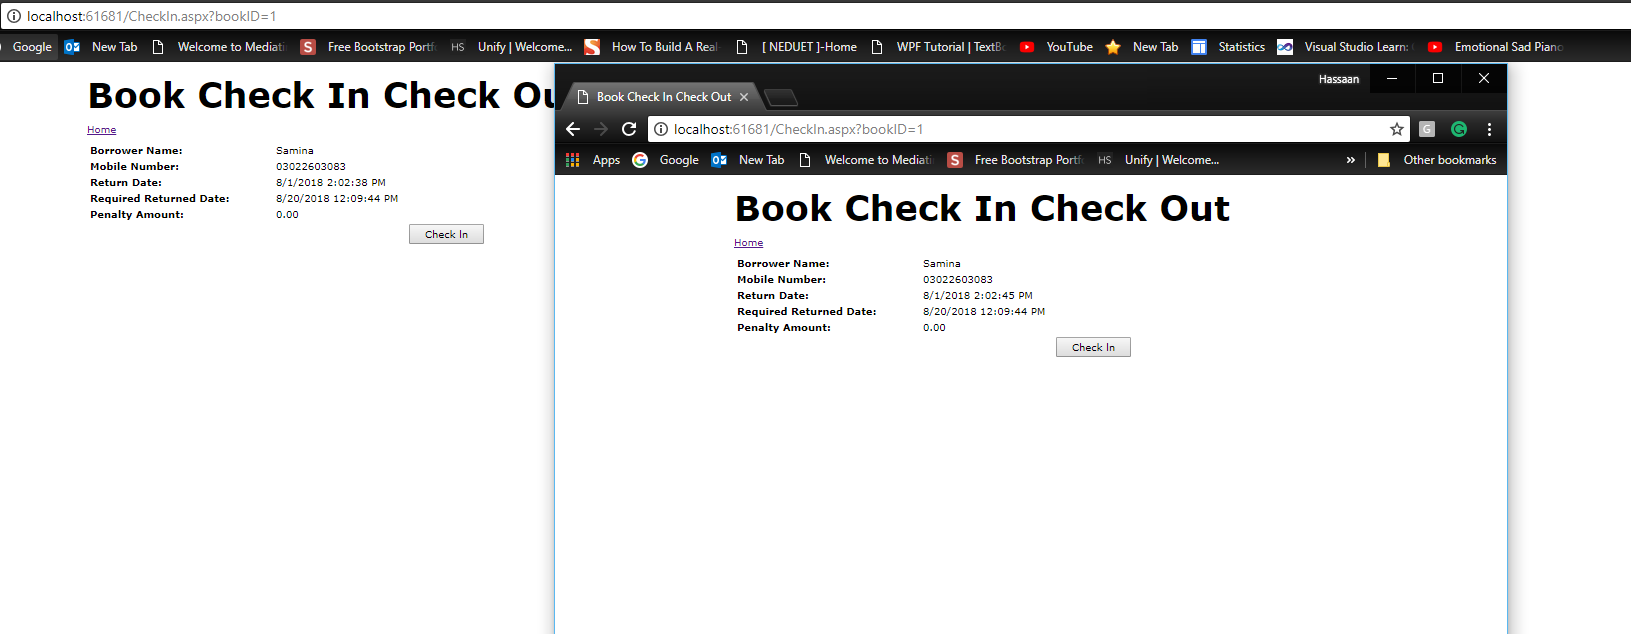 localhost:61681/CheckIn.aspx?bookID=1
Google New Tab Welcome to Mediati Free Bootstrap Portf HS Unify | Welcome... How To Build A Real- [ NEDUET ]-Home WPF Tutorial | TextBo YouTube New Tab Statistics Visual Studio Learn: Emotional Sad Piano
Book Check In Check Ou
Home
Borrower Name: Samina
Mobile Number: 03022603083
Return Date: 8/1/2018 2:02:38 PM
Required Returned Date: 8/20/2018 12:09:44 PM
Penalty Amount: 0.00
Check In
Hassaan
Book Check In Check Out
localhost:61681/CheckIn.aspx?bookID=1
Apps Google New Tab Welcome to Mediati Free Bootstrap Portf HS Unify | Welcome... » Other bookmarks
Book Check In Check Out
Home
Borrower Name: Samina
Mobile Number: 03022603083
Return Date: 8/1/2018 2:02:45 PM
Required Returned Date: 8/20/2018 12:09:44 PM
Penalty Amount: 0.00
Check In